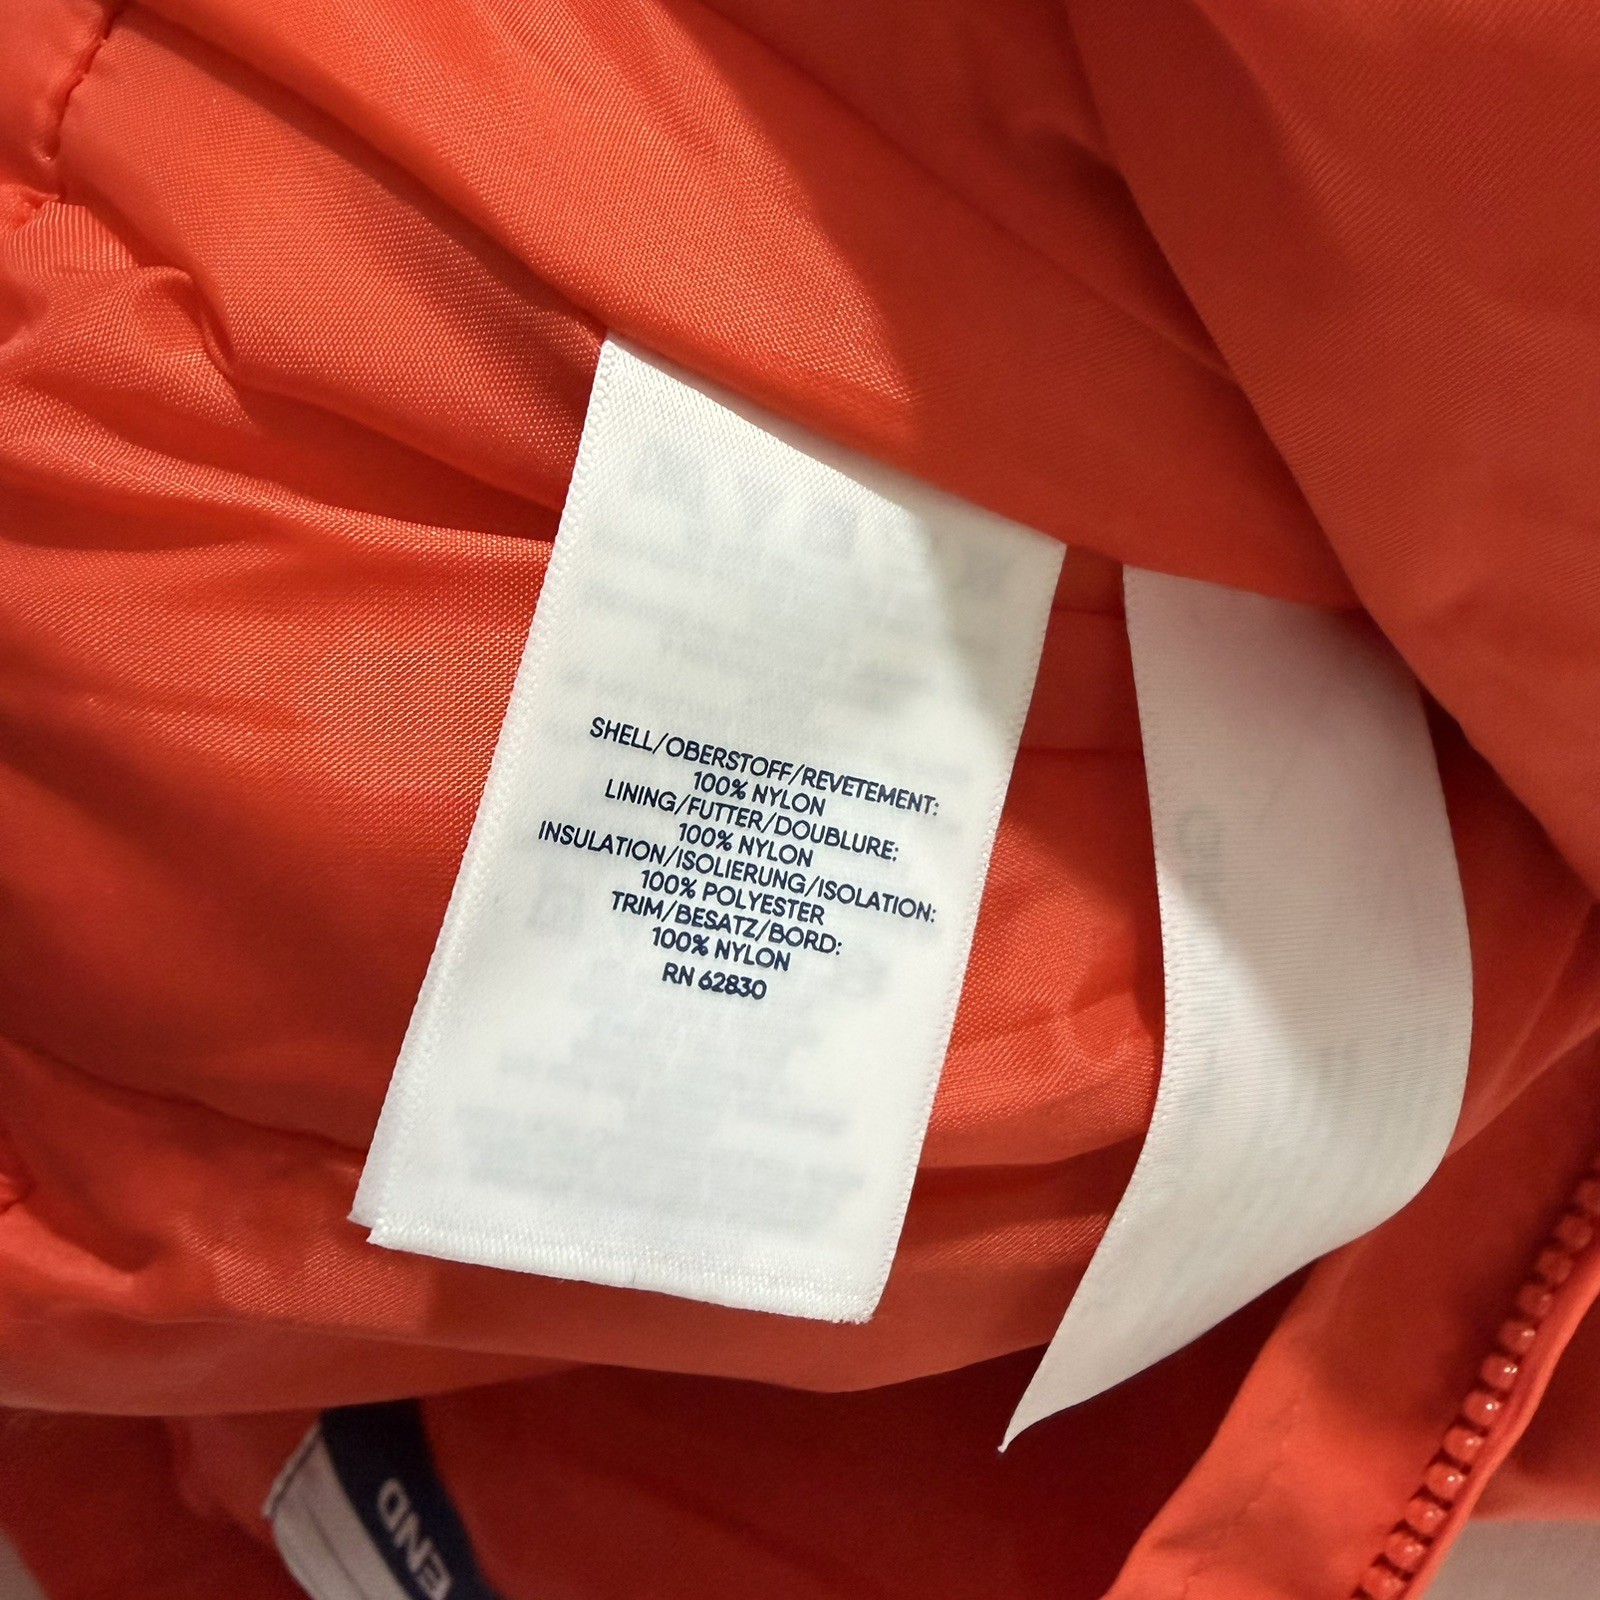 SHELL/OBERSTOFF/REVETEMENT:
100% NYLON
LINING/FUTTER/DOUBLURE:
100% NYLON
INSULATION/ISOLIERUNG/ISOLATION:
100% POLYESTER
TRIM/BESATZ/BORD:
100% NYLON
RN 62830
END